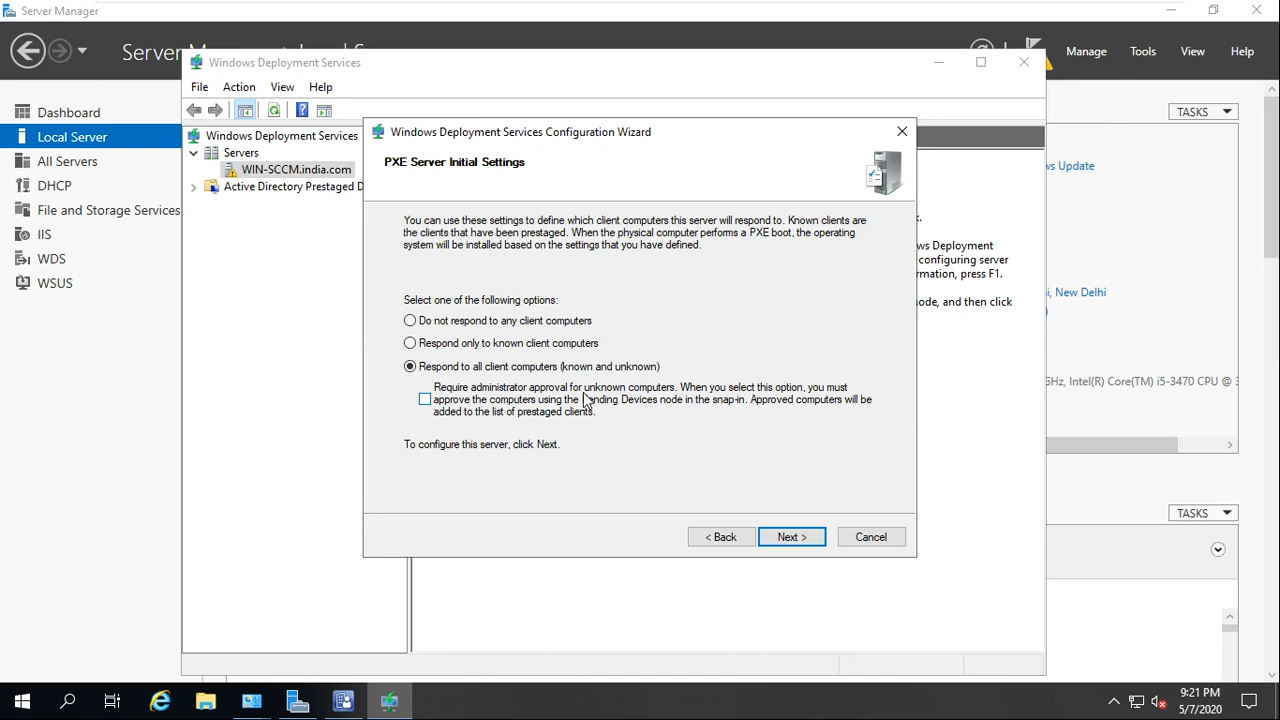 Server Manager
Server Manager
Manage
Tools
View
Help
Dashboard
Local Server
All Servers
DHCP
File and Storage Services
IIS
WDS
WSUS
Windows Deployment Services
File
Action
View
Help
Windows Deployment Services
Servers
WIN-SCCM.india.com
Active Directory Prestaged D
Windows Deployment Services Configuration Wizard
PXE Server Initial Settings
You can use these settings to define which client computers this server will respond to. Known clients are
the clients that have been prestaged. When the physical computer performs a PXE boot, the operating
system will be installed based on the settings that you have defined.
Select one of the following options:
Do not respond to any client computers
Respond only to known client computers
Respond to all client computers (known and unknown)
Require administrator approval for unknown computers. When you select this option, you must
approve the computers using the Pending Devices node in the snap-in. Approved computers will be
added to the list of prestaged clients.
To configure this server, click Next.
< Back
Next >
Cancel
ws Deployment
configuring server
rmation, press F1.
ode, and then click
TASKS
ws Update
i, New Delhi
GHz, Intel(R) Core(TM) i5-3470 CPU @ 3
TASKS
9:21 PM
5/7/2020